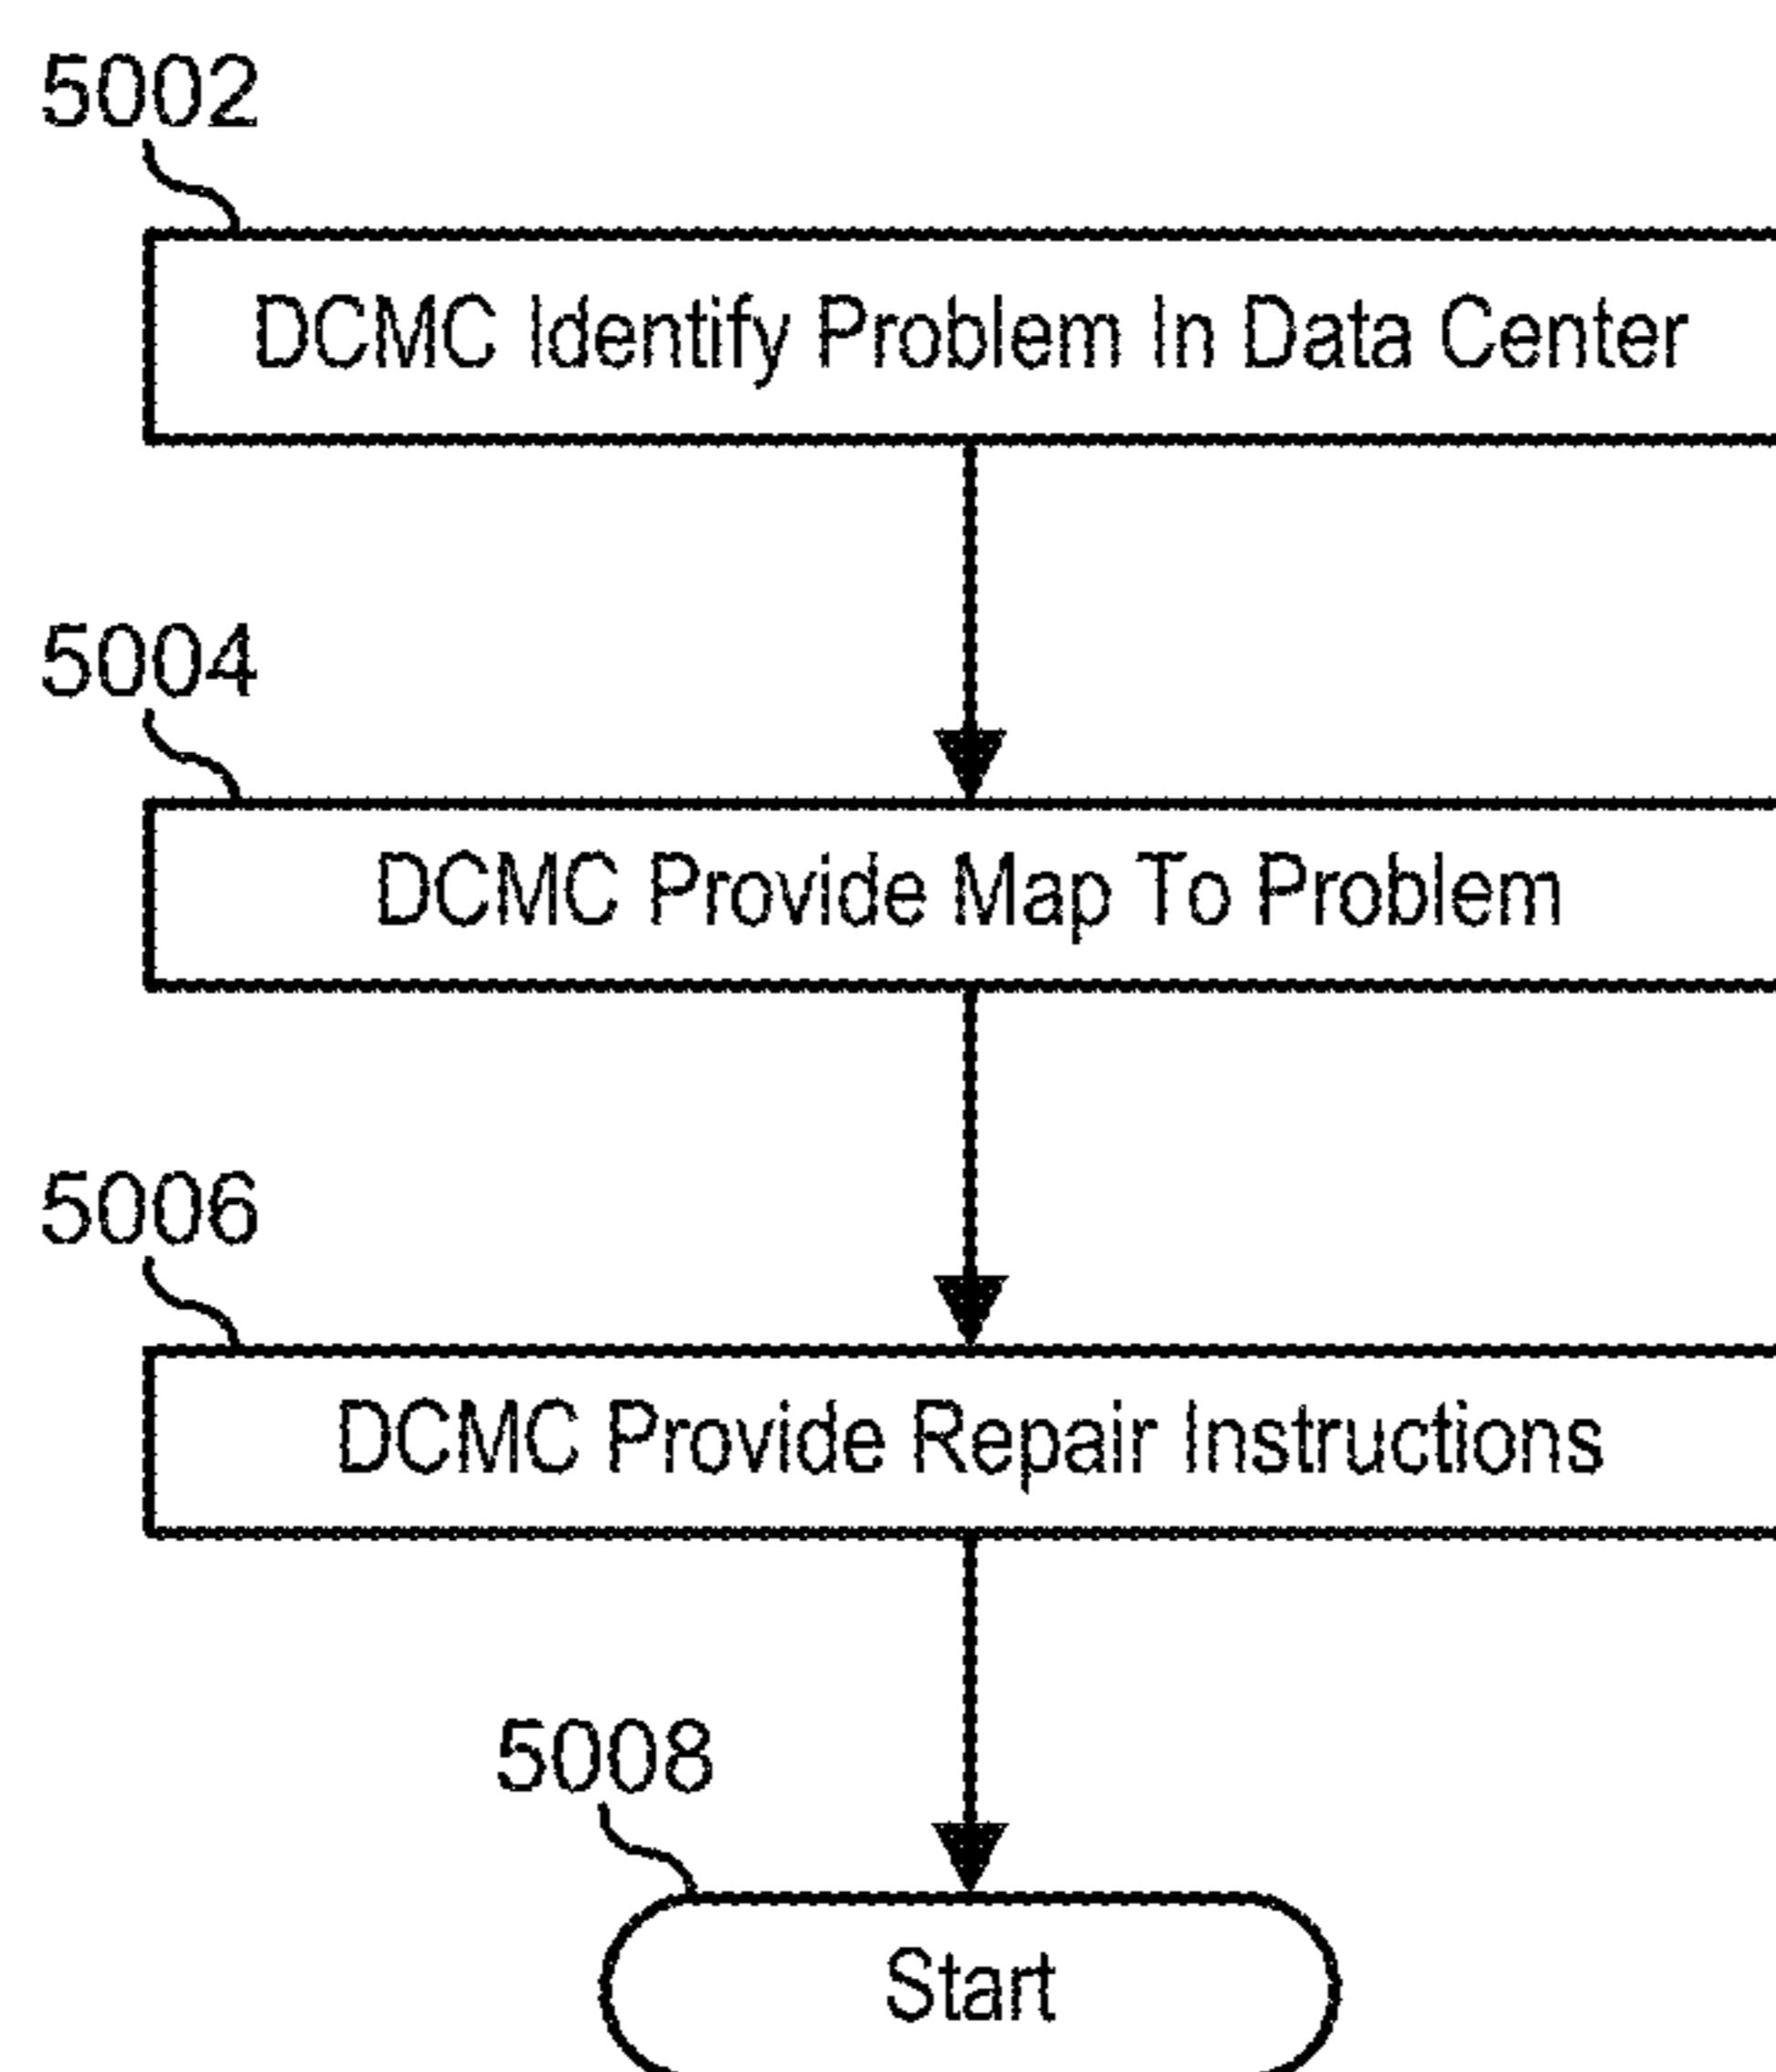 5002
DCMC Identify Problem In Data Center
5004
DCMC Provide Map To Problem
5006
DCMC Provide Repair Instructions
5008
Start